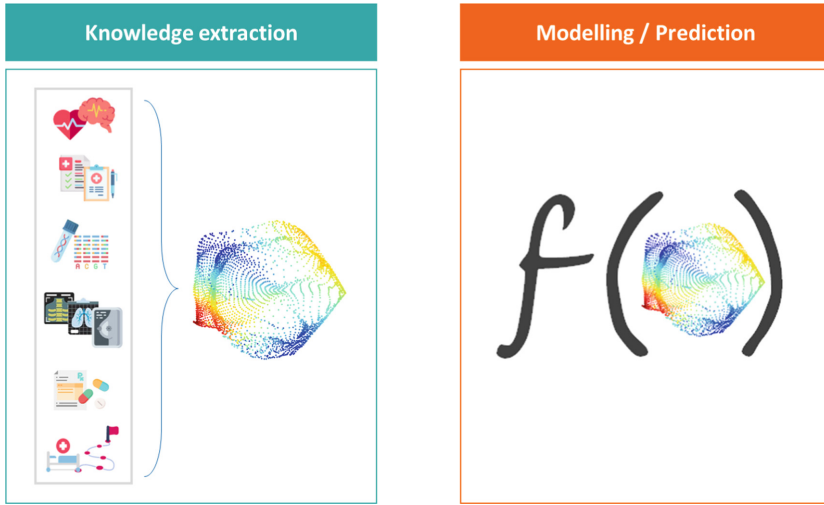 Knowledge extraction
Modelling / Prediction
A C G T
f( )